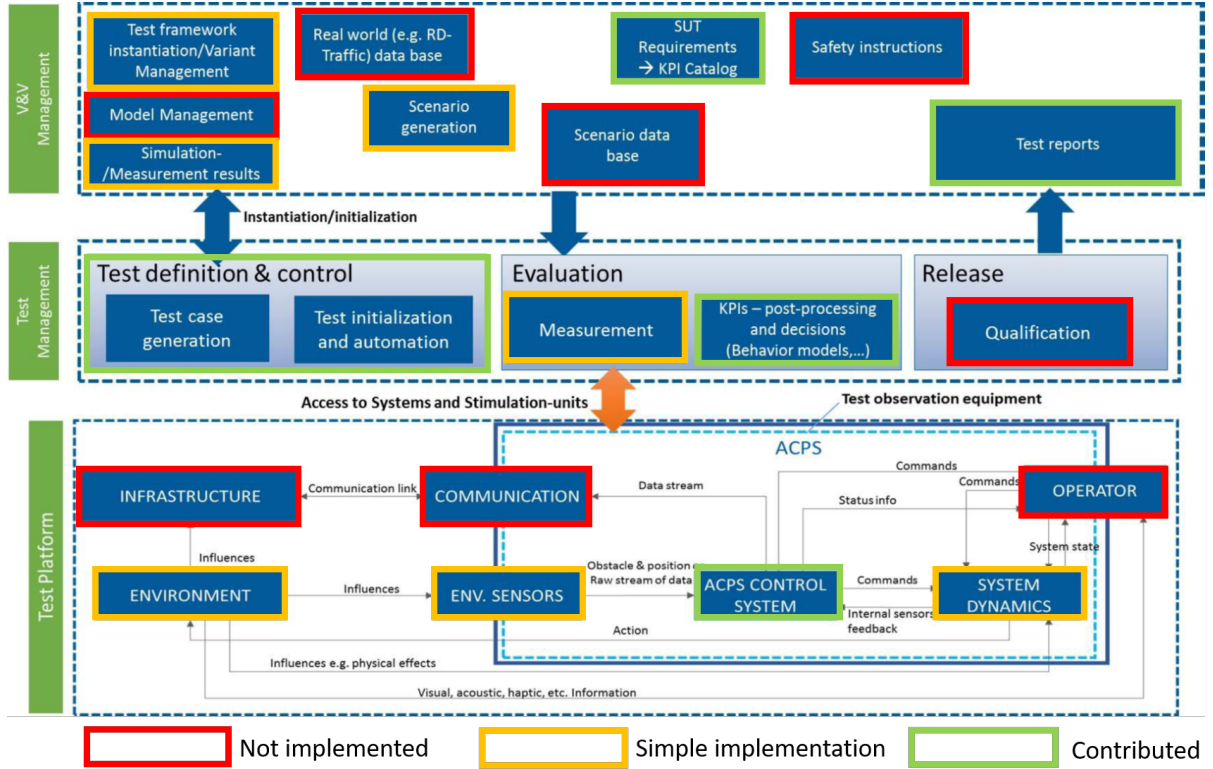 V&V
Management
Test framework
instantiation/Variant
Management
Real world (e.g. RD-
Traffic) data base
SUT
Requirements
→ KPI Catalog
Safety instructions
Model Management
Scenario
generation
Scenario data
base
Test reports
Simulation-
/Measurement results
Instantiation/initialization
Test
Management
Test definition & control
Test case
generation
Test initialization
and automation
Evaluation
Measurement
KPIs – post-processing
and decisions
(Behavior models,...)
Release
Qualification
Access to Systems and Stimulation-units
Test observation equipment
Test Platform
ACPS
INFRASTRUCTURE
Communication link
COMMUNICATION
Data stream
Commands
Commands
Status info
OPERATOR
System state
Influences
ENVIRONMENT
Influences
ENV. SENSORS
Obstacle & position or
Raw stream of data
ACPS CONTROL
SYSTEM
Commands
Internal sensors
feedback
SYSTEM
DYNAMICS
Action
Influences e.g. physical effects
Visual, acoustic, haptic, etc. Information
Not implemented
Simple implementation
Contributed